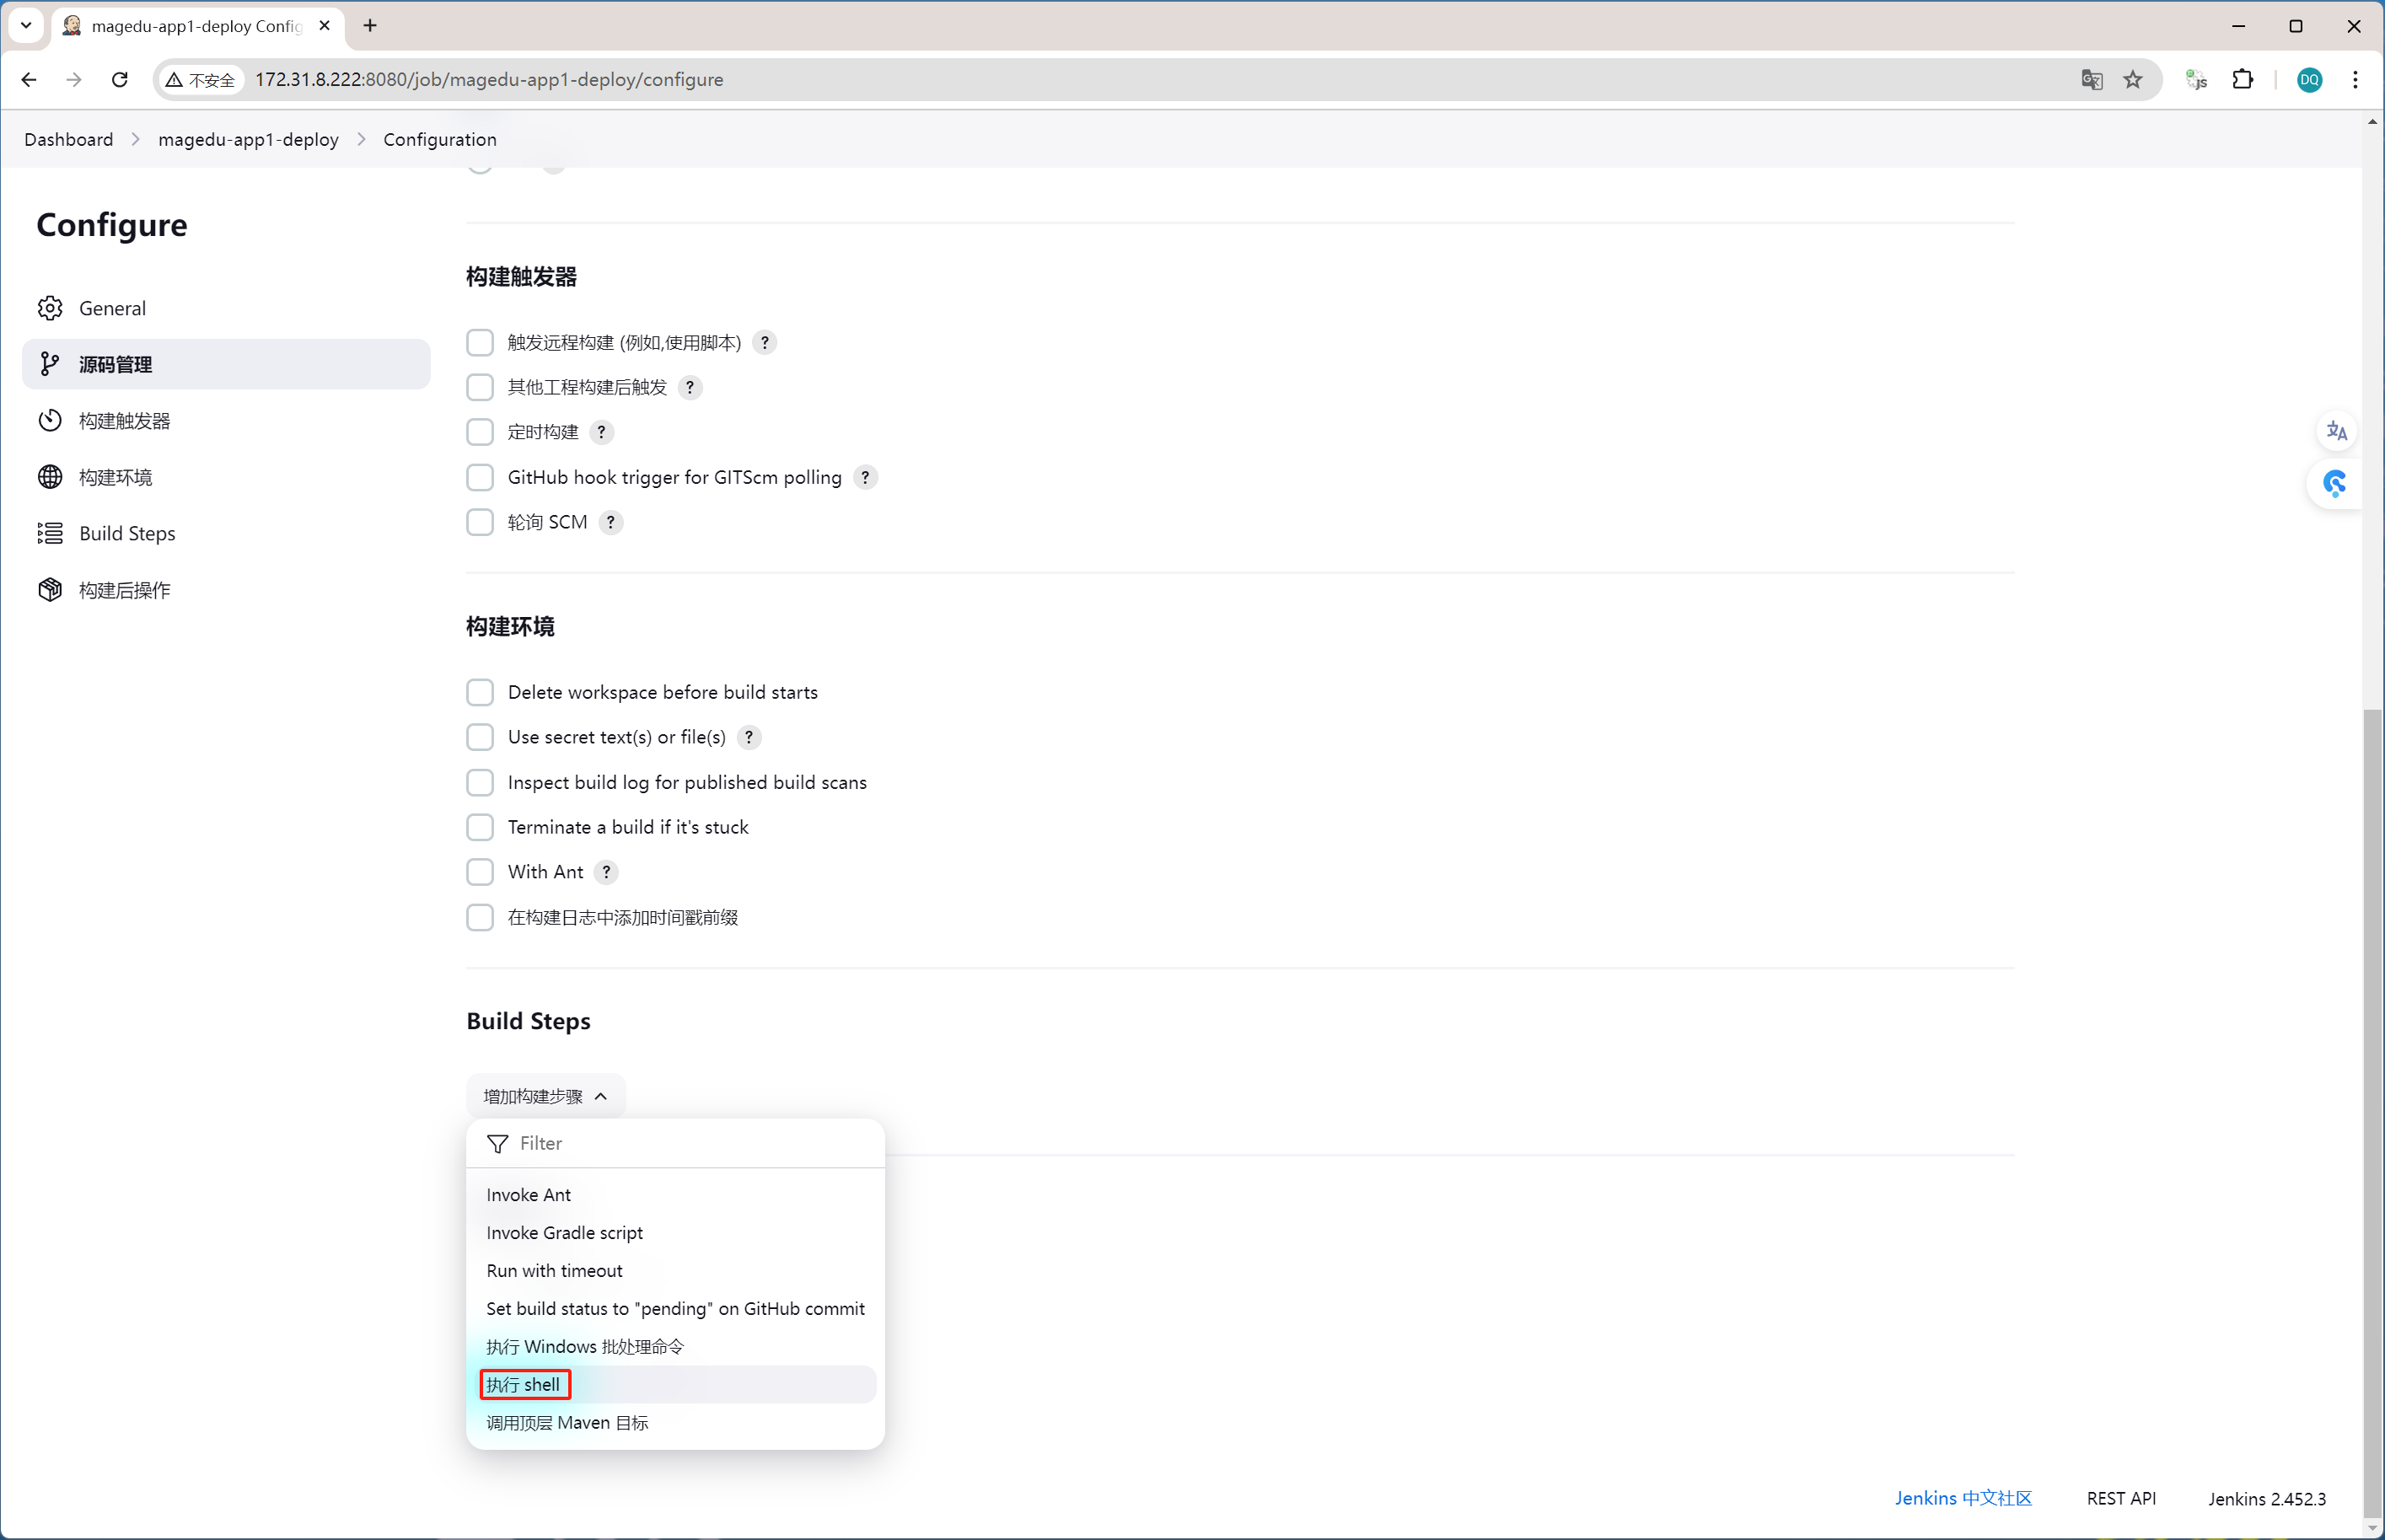 magedu-app1-deploy Config
不安全
172.31.8.222:8080/job/magedu-app1-deploy/configure
DQ
Dashboard
magedu-app1-deploy
Configuration
Configure
General
源码管理
构建触发器
构建环境
Build Steps
构建后操作
构建触发器
触发远程构建 (例如,使用脚本) ?
其他工程构建后触发 ?
定时构建 ?
GitHub hook trigger for GITScm polling ?
轮询 SCM ?
构建环境
Delete workspace before build starts
Use secret text(s) or file(s) ?
Inspect build log for published build scans
Terminate a build if it's stuck
With Ant ?
在构建日志中添加时间戳前缀
Build Steps
增加构建步骤
Filter
Invoke Ant
Invoke Gradle script
Run with timeout
Set build status to "pending" on GitHub commit
执行 Windows 批处理命令
执行 shell
调用顶层 Maven 目标
Jenkins 中文社区
REST API
Jenkins 2.452.3